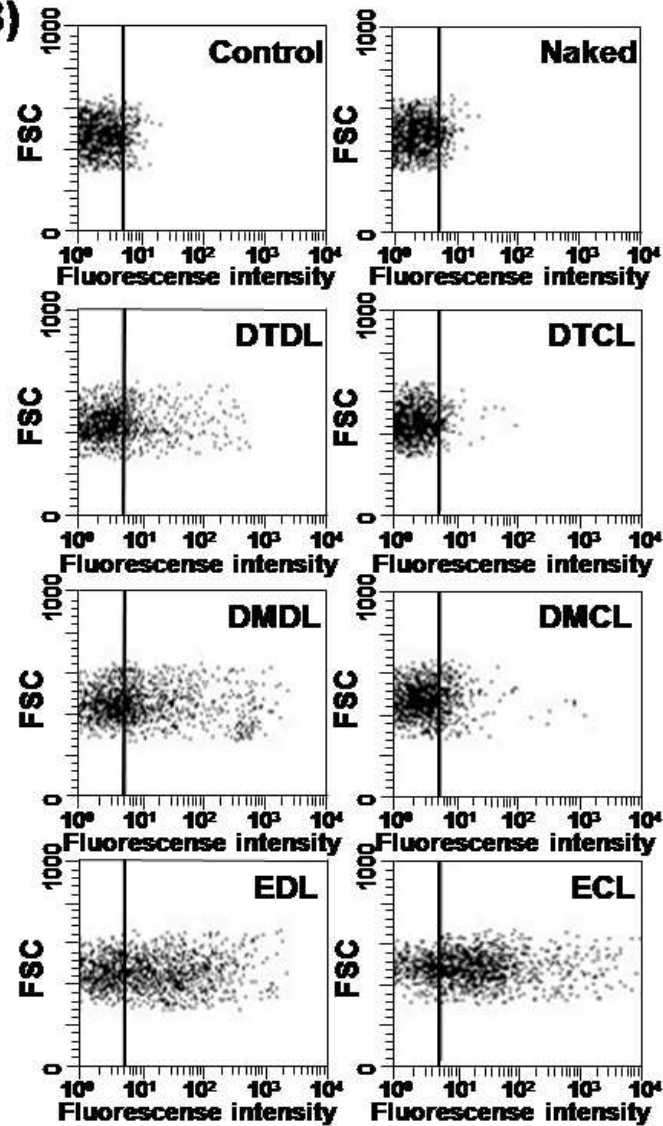 )
1000
Control
FSC
0
10⁰ 10¹ 10² 10³ 10⁴
Fluorescense intensity
1000
Naked
FSC
0
10⁰ 10¹ 10² 10³ 10⁴
Fluorescense intensity
1000
DTDL
FSC
0
10⁰ 10¹ 10² 10³ 10⁴
Fluorescense intensity
1000
DTCL
FSC
0
10⁰ 10¹ 10² 10³ 10⁴
Fluorescense intensity
1000
DMDL
FSC
0
10⁰ 10¹ 10² 10³ 10⁴
Fluorescense intensity
1000
DMCL
FSC
0
10⁰ 10¹ 10² 10³ 10⁴
Fluorescense intensity
1000
EDL
FSC
0
10⁰ 10¹ 10² 10³ 10⁴
Fluorescense intensity
1000
ECL
FSC
0
10⁰ 10¹ 10² 10³ 10⁴
Fluorescense intensity